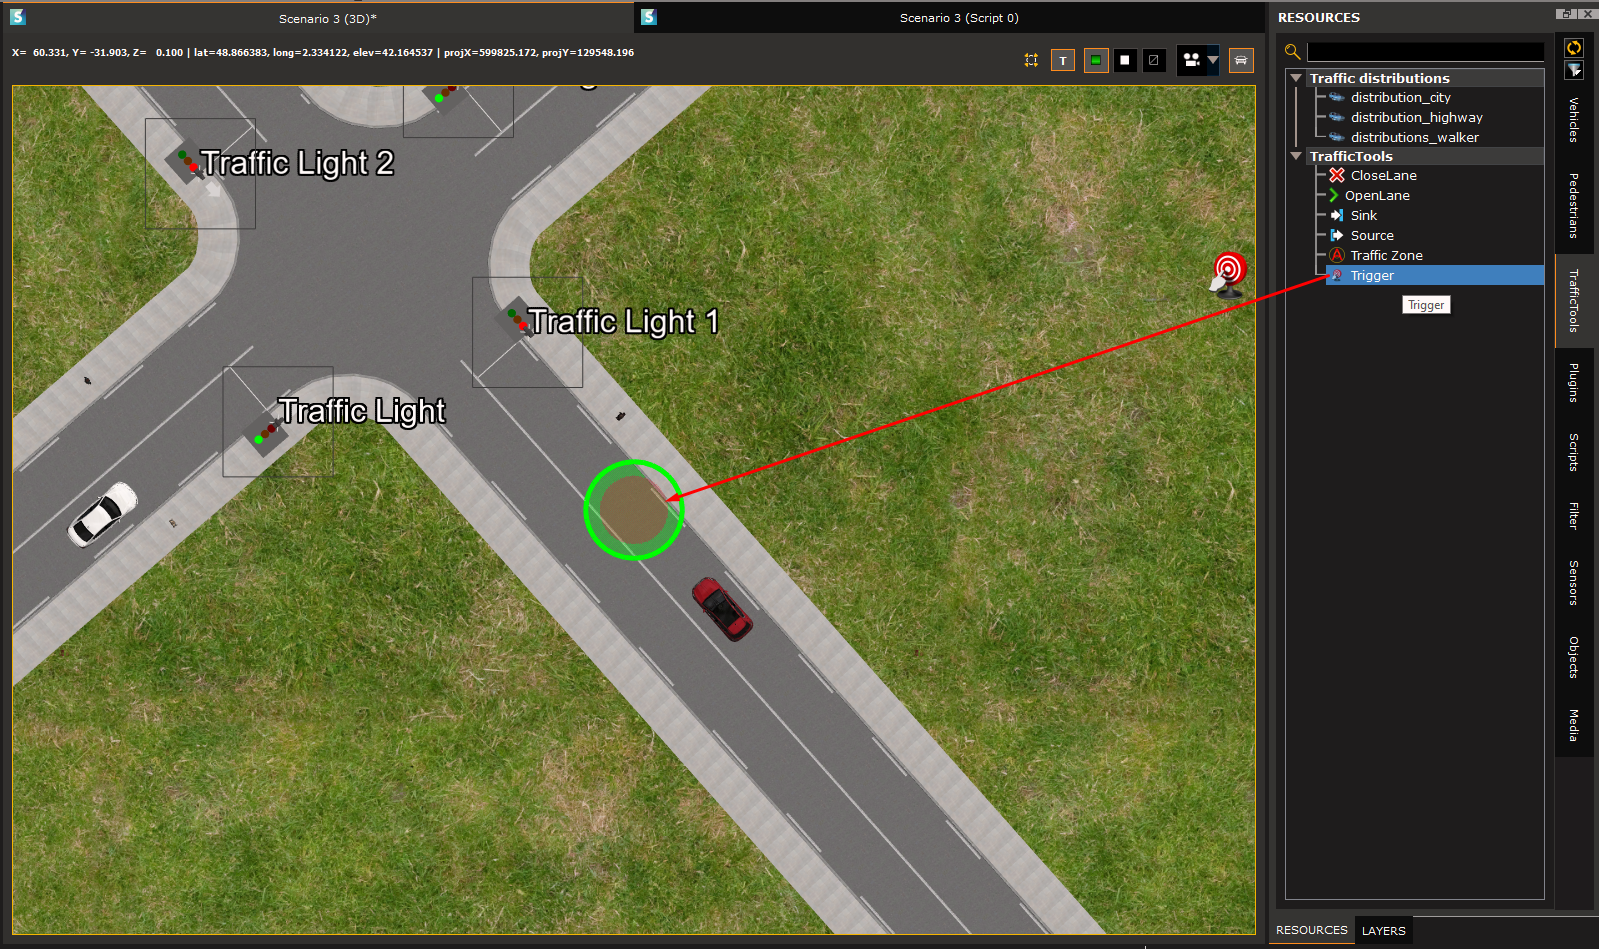 Scenario 3 (3D)*
Scenario 3 (Script 0)
RESOURCES
X= 60.331, Y= -31.903, Z= 0.100 | lat=48.866383, long=2.334122, elev=42.164537 | projX=599825.172, projY=129548.196
T
Traffic distributions
distribution_city
distribution_highway
distributions_walker
TrafficTools
CloseLane
OpenLane
Sink
Source
Traffic Zone
Trigger
Trigger
Traffic Light 2
Traffic Light 1
Traffic Light
Vehicles
Pedestrians
TrafficTools
Plugins
Scripts
Filter
Sensors
Objects
Media
RESOURCES
LAYERS